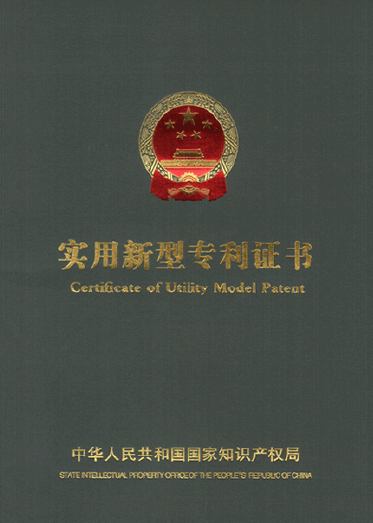 实用新型专利证书
Certificate of Utility Model Patent
中华人民共和国国家知识产权局
STATE INTELLECTUAL PROPERTY OFFICE OF THE PEOPLE'S REPUBLIC OF CHINA